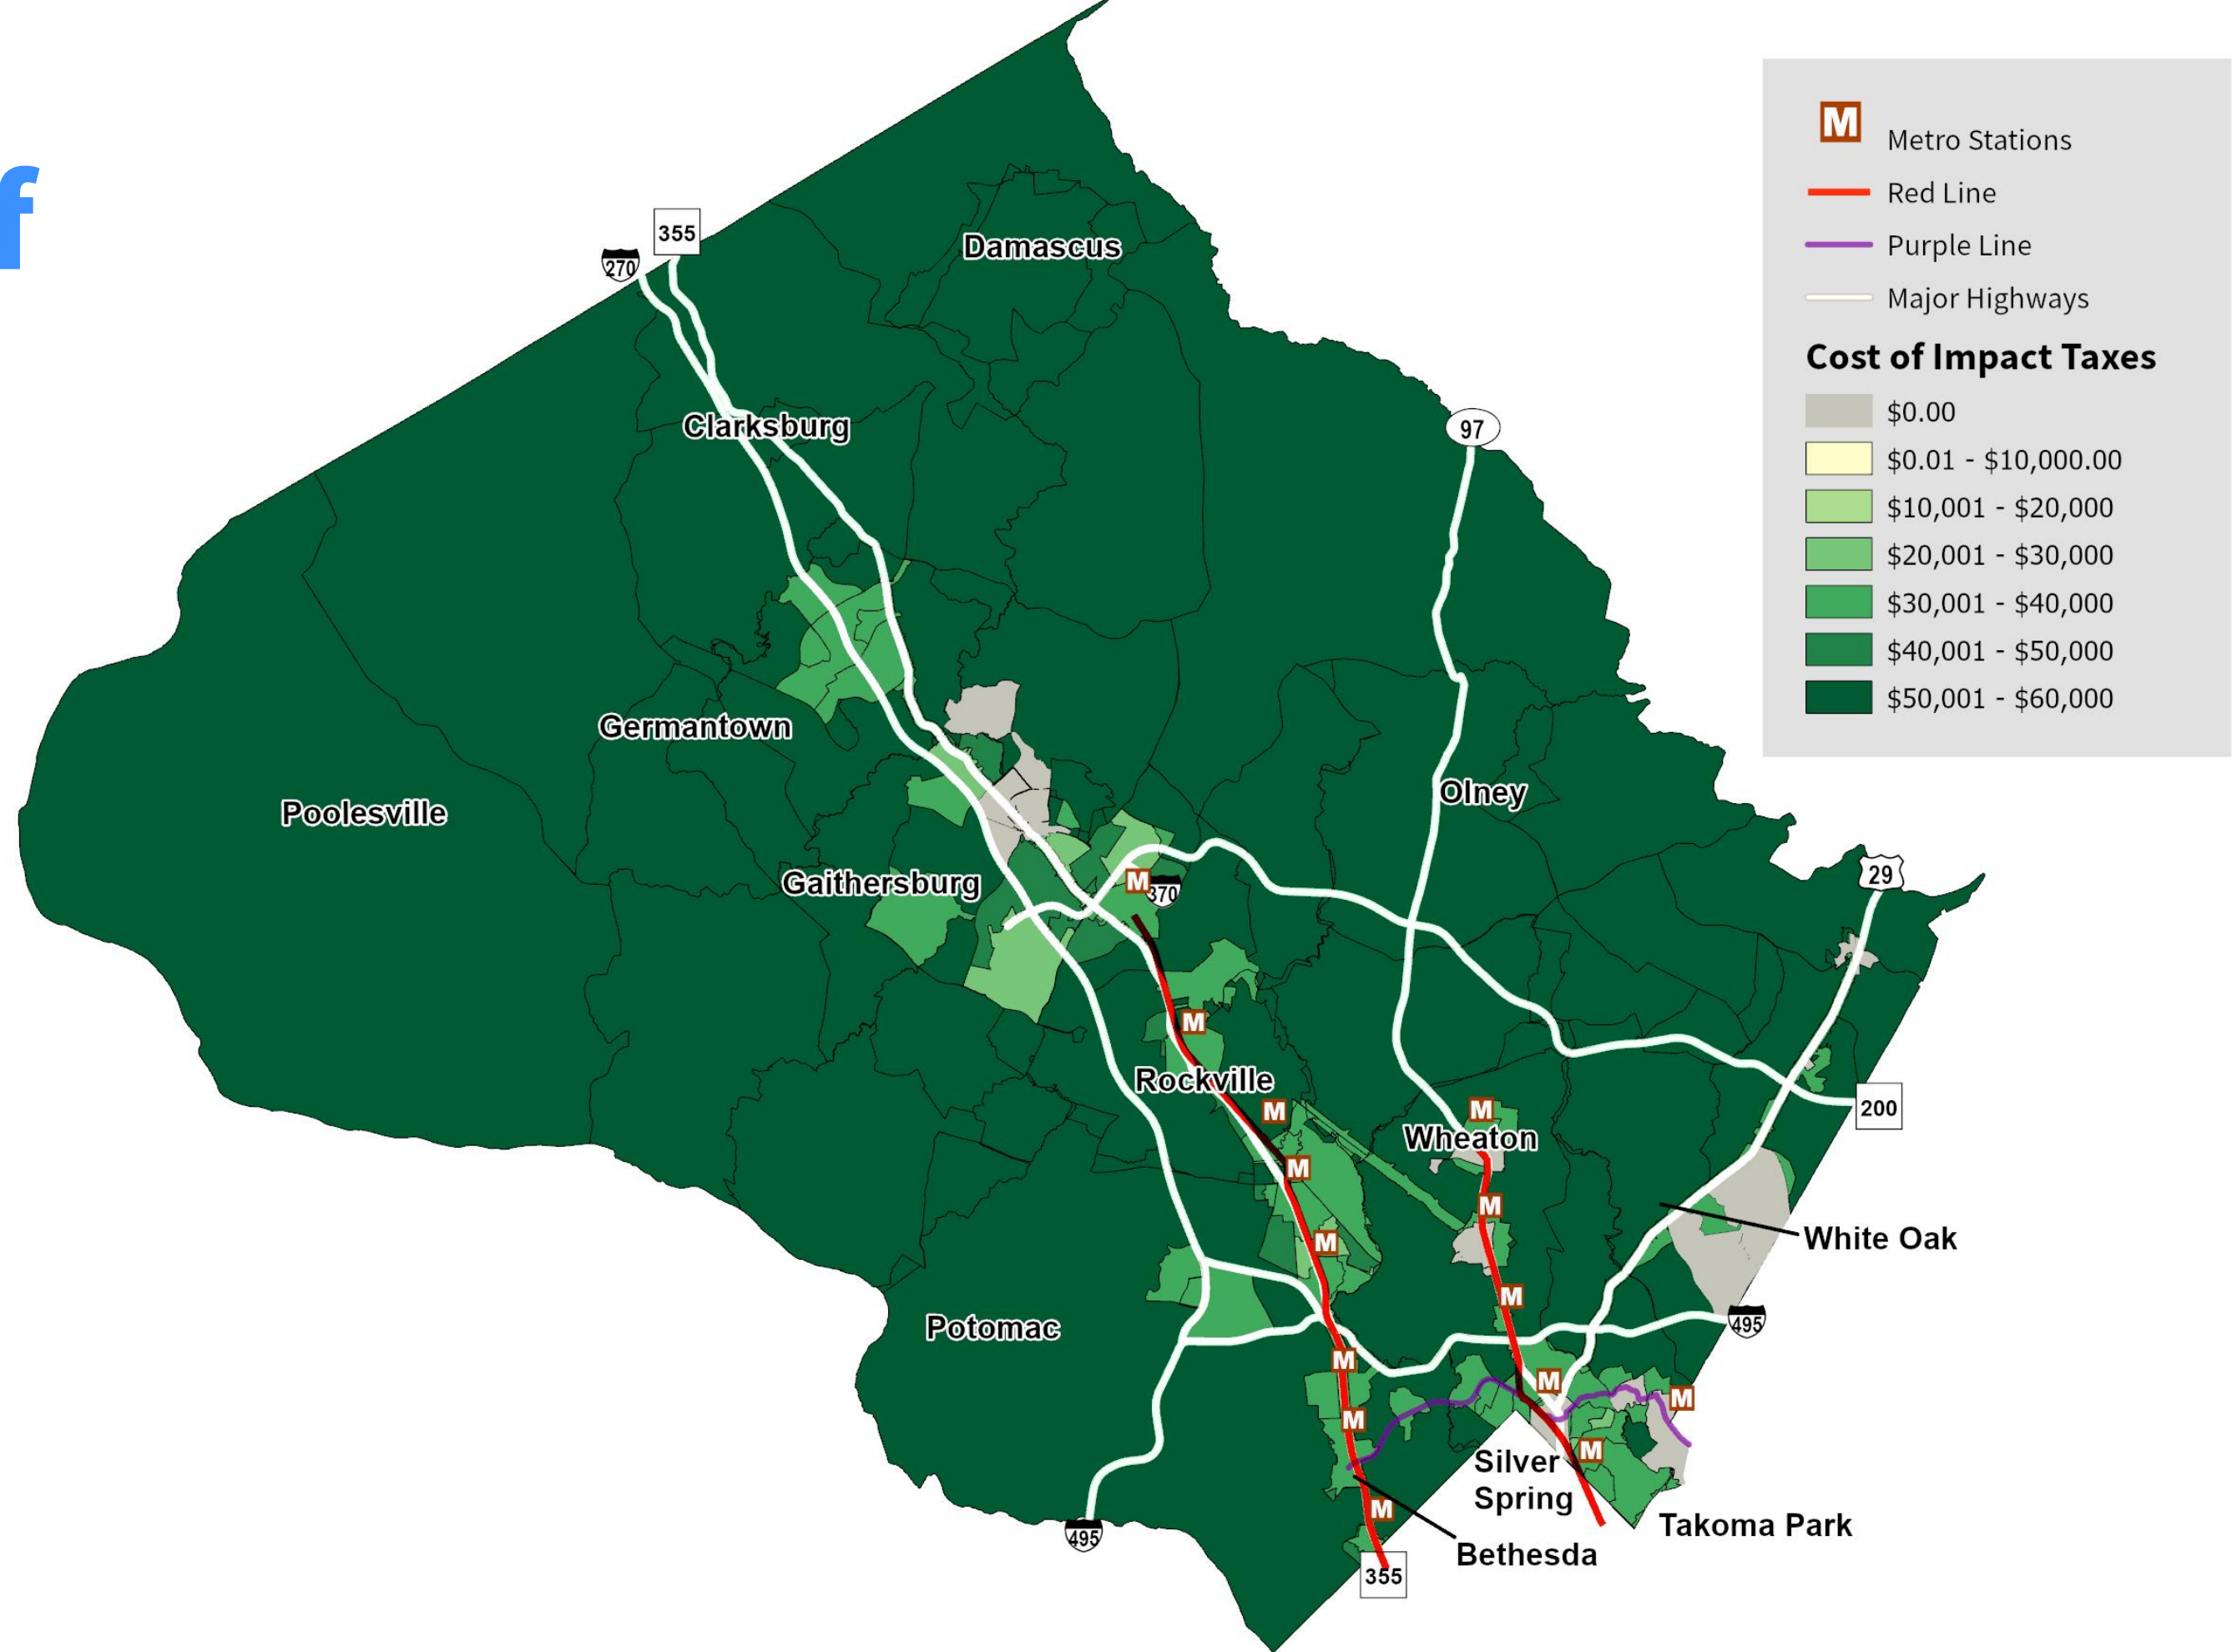 f
M
Metro Stations
Red Line
Purple Line
Major Highways
Cost of Impact Taxes
$0.00
$0.01 - $10,000.00
$10,001 - $20,000
$20,001 - $30,000
$30,001 - $40,000
$40,001 - $50,000
$50,001 - $60,000
355
270
Damascus
Clarksburg
97
Germantown
Olney
Poolesville
29
Gaithersburg
M
370
M
Rockville
M
M
200
Wheaton
M
M
White Oak
M
M
Potomac
495
M
M
M
M
M
Silver
Spring
M
Takoma Park
495
Bethesda
355